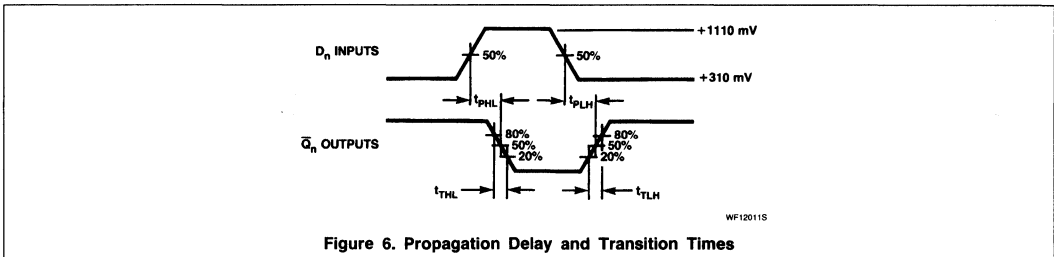 +1110 mV
Dₙ INPUTS
50%
50%
+310 mV
tPHL
tPLH
Q̅ₙ OUTPUTS
80%
50%
20%
80%
50%
20%
tTHL
tTLH
WF12011S
Figure 6. Propagation Delay and Transition Times